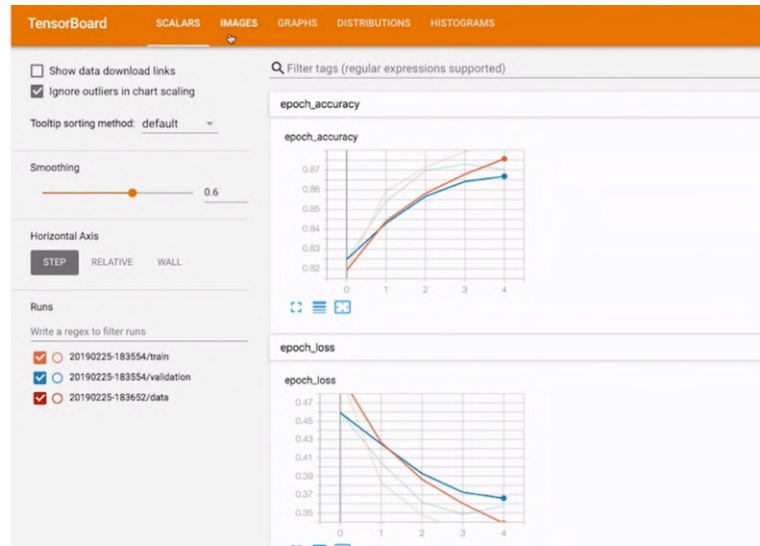 TensorBoard SCALARS IMAGES GRAPHS DISTRIBUTIONS HISTOGRAMS
Show data download links
Ignore outliers in chart scaling
Tooltip sorting method: default
Smoothing
0.6
Horizontal Axis
STEP RELATIVE WALL
Runs
Write a regex to filter runs
20190225-183554/train
20190225-183554/validation
20190225-183652/data
Filter tags (regular expressions supported)
epoch_accuracy
epoch_accuracy
0.87
0.86
0.85
0.84
0.83
0.82
0 1 2 3 4
epoch_loss
epoch_loss
0.47
0.45
0.43
0.41
0.39
0.37
0.35
0 1 2 3 4